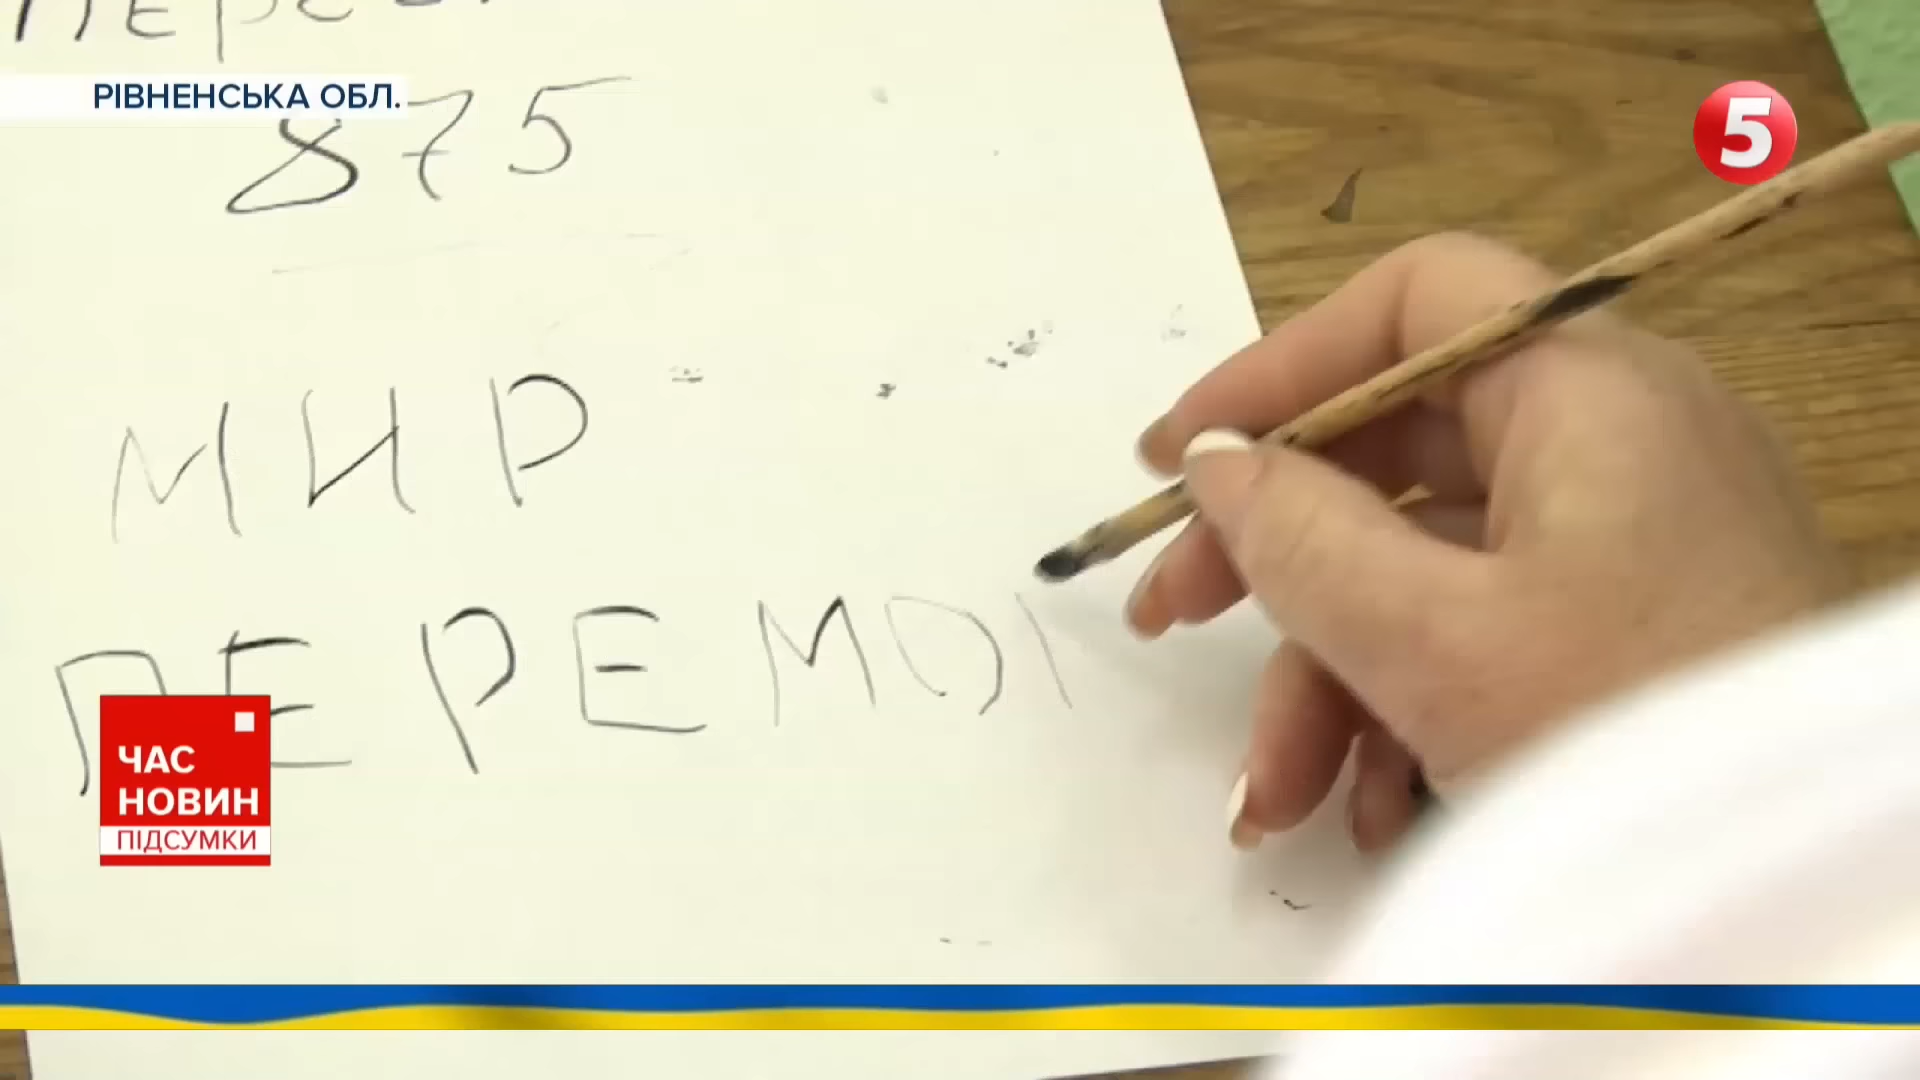 РІВНЕНСЬКА ОБЛ.
5
875
МИР
ПЕРЕМО
ЧАС
НОВИН
ПІДСУМКИ